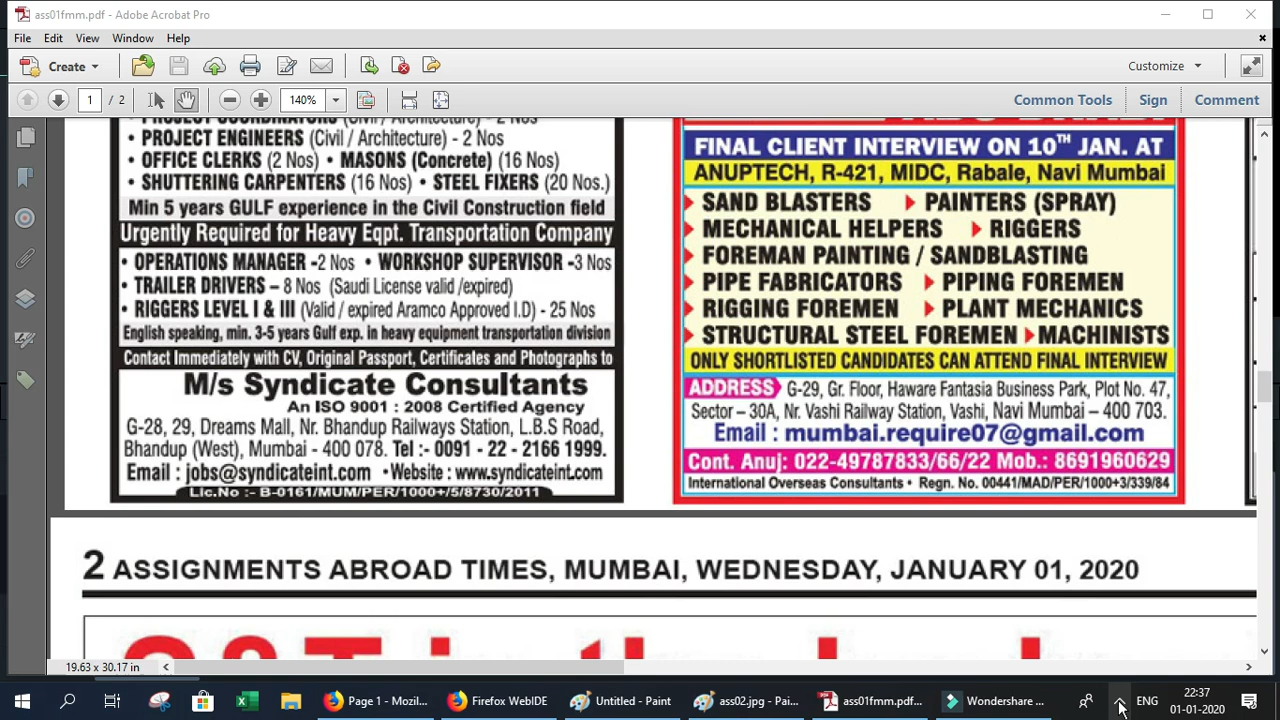 ass01fmm.pdf - Adobe Acrobat Pro
File Edit View Window Help
Create Customize
1 / 2 140% Common Tools Sign Comment
• PROJECT COORDINATORS (Civil / Architecture) - 2 Nos
• PROJECT ENGINEERS (Civil / Architecture) - 2 Nos
• OFFICE CLERKS (2 Nos) • MASONS (Concrete) (16 Nos)
• SHUTTERING CARPENTERS (16 Nos) • STEEL FIXERS (20 Nos.)
Min 5 years GULF experience in the Civil Construction field
Urgently Required for Heavy Eqpt. Transportation Company
• OPERATIONS MANAGER -2 Nos • WORKSHOP SUPERVISOR -3 Nos
• TRAILER DRIVERS – 8 Nos (Saudi License valid /expired)
• RIGGERS LEVEL I & III (Valid / expired Aramco Approved I.D) - 25 Nos
English speaking, min. 3-5 years Gulf exp. in heavy equipment transportation division
Contact Immediately with CV, Original Passport, Certificates and Photographs to
M/s Syndicate Consultants
An ISO 9001 : 2008 Certified Agency
G-28, 29, Dreams Mall, Nr. Bhandup Railways Station, L.B.S Road,
Bhandup (West), Mumbai - 400 078. Tel :- 0091 - 22 - 2166 1999.
Email : jobs@syndicateint.com •Website : www.syndicateint.com
Lic.No :- B-0161/MUM/PER/1000+/5/8730/2011
ABU DHABI
FINAL CLIENT INTERVIEW ON 10TH JAN. AT
ANUPTECH, R-421, MIDC, Rabale, Navi Mumbai
SAND BLASTERS PAINTERS (SPRAY)
MECHANICAL HELPERS RIGGERS
FOREMAN PAINTING / SANDBLASTING
PIPE FABRICATORS PIPING FOREMEN
RIGGING FOREMEN PLANT MECHANICS
STRUCTURAL STEEL FOREMEN MACHINISTS
ONLY SHORTLISTED CANDIDATES CAN ATTEND FINAL INTERVIEW
ADDRESS G-29, Gr. Floor, Haware Fantasia Business Park, Plot No. 47,
Sector – 30A, Nr. Vashi Railway Station, Vashi, Navi Mumbai – 400 703.
Email : mumbai.require07@gmail.com
Cont. Anuj: 022-49787833/66/22 Mob.: 8691960629
International Overseas Consultants • Regn. No. 00441/MAD/PER/1000+3/339/84
2 ASSIGNMENTS ABROAD TIMES, MUMBAI, WEDNESDAY, JANUARY 01, 2020
19.63 x 30.17 in
Page 1 - Mozil... Firefox WebIDE Untitled - Paint ass02.jpg - Pai... ass01fmm.pdf... Wondershare ... ENG
22:37
01-01-2020